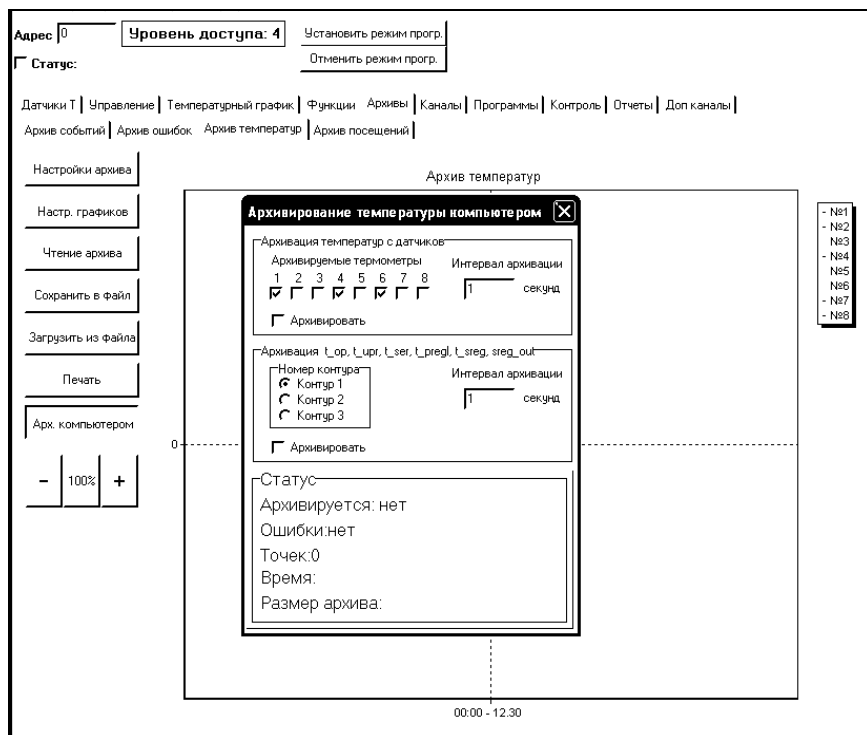 Адрес 0 Уровень доступа: 4 Установить режим прогр.
Статус: Отменить режим прогр.
Датчики Т Управление Температурный график Функции Архивы Каналы Программы Контроль Отчеты Доп каналы
Архив событий Архив ошибок Архив температур Архив посещений
Настройки архива
Настр. графиков
Чтение архива
Сохранить в файл
Загрузить из файла
Печать
Арх. компьютером
- 100% +
Архив температур
Архивирование температуры компьютером
Архивация температур с датчиков
Архивируемые термометры Интервал архивации
1 2 3 4 5 6 7 8
1 секунд
Архивировать
Архивация t_op, t_upr, t_ser, t_pregl, t_sreg, sreg_out
Номер контура Интервал архивации
Контур 1
Контур 2 1 секунд
Контур 3
Архивировать
Статус
Архивируется: нет
Ошибки:нет
Точек:0
Время:
Размер архива:
0
00:00 - 12.30
- №1
- №2
№3
- №4
№5
№6
- №7
- №8